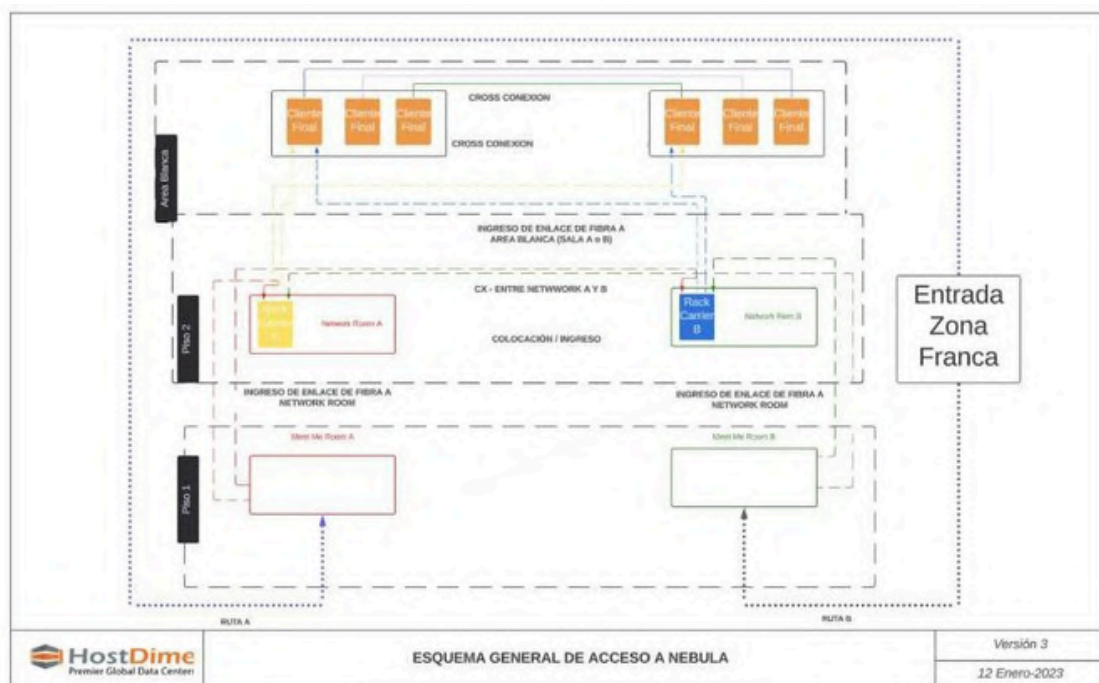 CROSS CONEXION
Cliente
Final
Cliente
Final
Cliente
Final
Cliente
Final
Cliente
Final
Cliente
Final
CROSS CONEXION
Area Blanca
INGRESO DE ENLACE DE FIBRA A
AREA BLANCA (SALA A o B)
CX - ENTRE NETWWORK A Y B
Rack
Network Room A
Rack
Carrier
B
Network Rem B
COLOCACIÓN / INGRESO
Piso 2
Entrada
Zona
Franca
INGRESO DE ENLACE DE FIBRA A
NETWORK ROOM
INGRESO DE ENLACE DE FIBRA A
NETWORK ROOM
Meet Me Room A
Meet Me Room B
Piso 1
RUTA A
RUTA B
HostDime
Premier Global Data Centers
ESQUEMA GENERAL DE ACCESO A NEBULA
Versión 3
12 Enero-2023